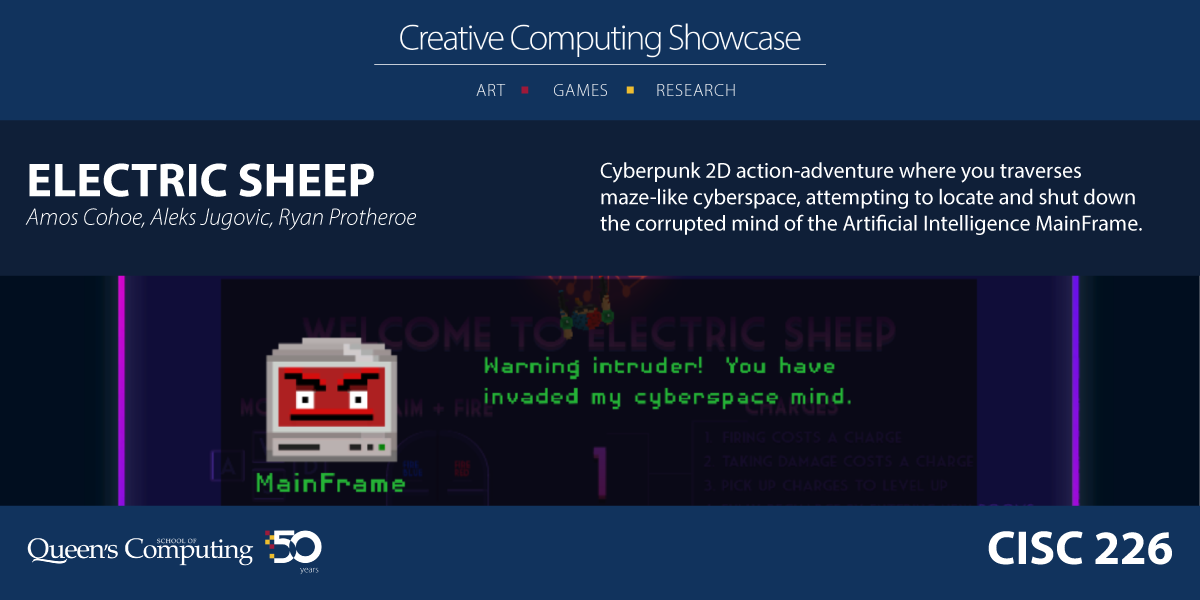 Creative Computing Showcase
ART GAMES RESEARCH
ELECTRIC SHEEP
Amos Cohoe, Aleks Jugovic, Ryan Protheroe
Cyberpunk 2D action-adventure where you traverses
maze-like cyberspace, attempting to locate and shut down
the corrupted mind of the Artificial Intelligence MainFrame.
WELCOME TO ELECTRIC SHEEP
Warning intruder! You have
invaded my cyberspace mind.
AIM + FIRE
CHARGES
1. FIRING COSTS A CHARGE
2. TAKING DAMAGE COSTS A CHARGE
3. PICK UP CHARGES TO LEVEL UP
A
1
MainFrame
Queen's School of Computing
50
years
CISC 226